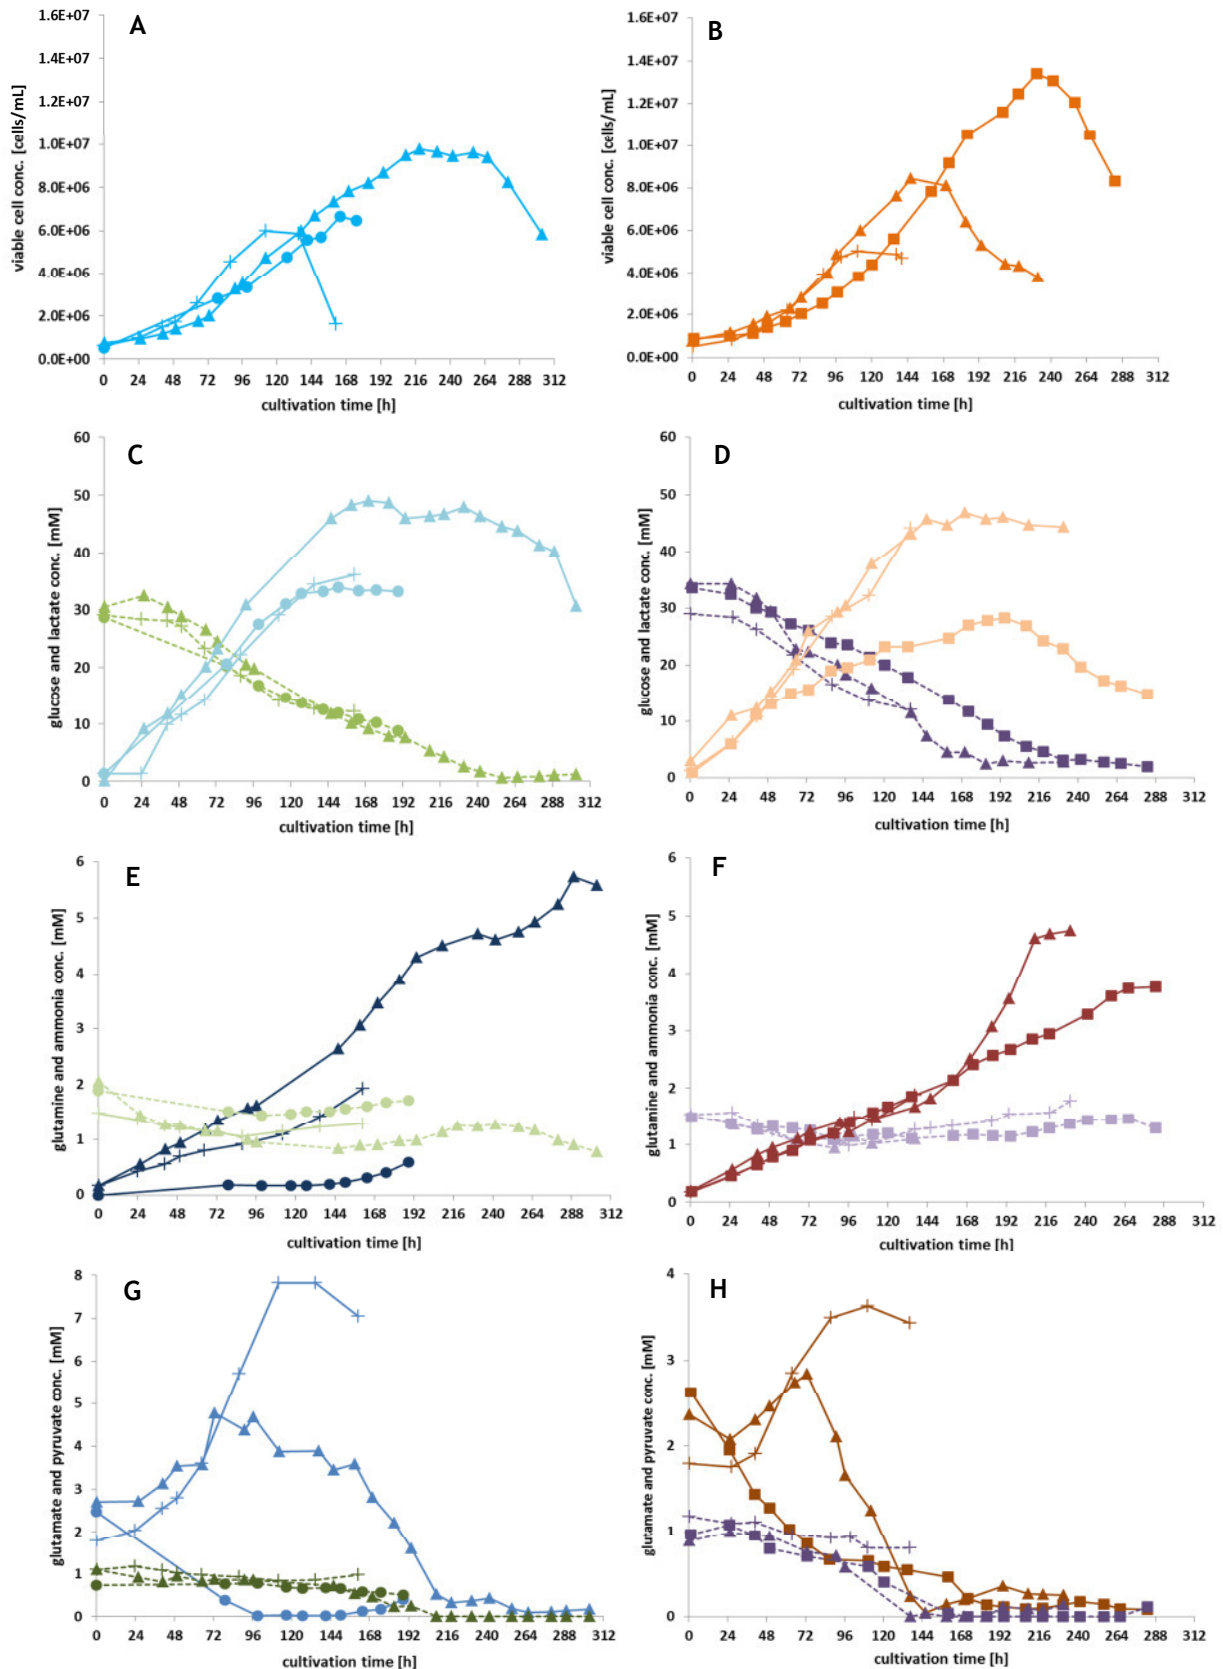 A
1.6E+07
1.4E+07
1.2E+07
1.0E+07
8.0E+06
6.0E+06
4.0E+06
2.0E+06
0.0E+00
viable cell conc. [cells/mL]
0 24 48 72 96 120 144 168 192 216 240 264 288 312
cultivation time [h]
B
1.6E+07
1.4E+07
1.2E+07
1.0E+07
8.0E+06
6.0E+06
4.0E+06
2.0E+06
0.0E+00
viable cell conc. [cells/mL]
0 24 48 72 96 120 144 168 192 216 240 264 288 312
cultivation time [h]
C
60
50
40
30
20
10
0
glucose and lactate conc. [mM]
0 24 48 72 96 120 144 168 192 216 240 264 288 312
cultivation time [h]
D
60
50
40
30
20
10
0
glucose and lactate conc. [mM]
0 24 48 72 96 120 144 168 192 216 240 264 288 312
cultivation time [h]
E
6
5
4
3
2
1
0
glutamine and ammonia conc. [mM]
0 24 48 72 96 120 144 168 192 216 240 264 288 312
cultivation time [h]
F
6
5
4
3
2
1
0
glutamine and ammonia conc. [mM]
0 24 48 72 96 120 144 168 192 216 240 264 288 312
cultivation time [h]
G
8
7
6
5
4
3
2
1
0
glutamate and pyruvate conc. [mM]
0 24 48 72 96 120 144 168 192 216 240 264 288 312
cultivation time [h]
H
4
3
2
1
0
glutamate and pyruvate conc. [mM]
0 24 48 72 96 120 144 168 192 216 240 264 288 312
cultivation time [h]